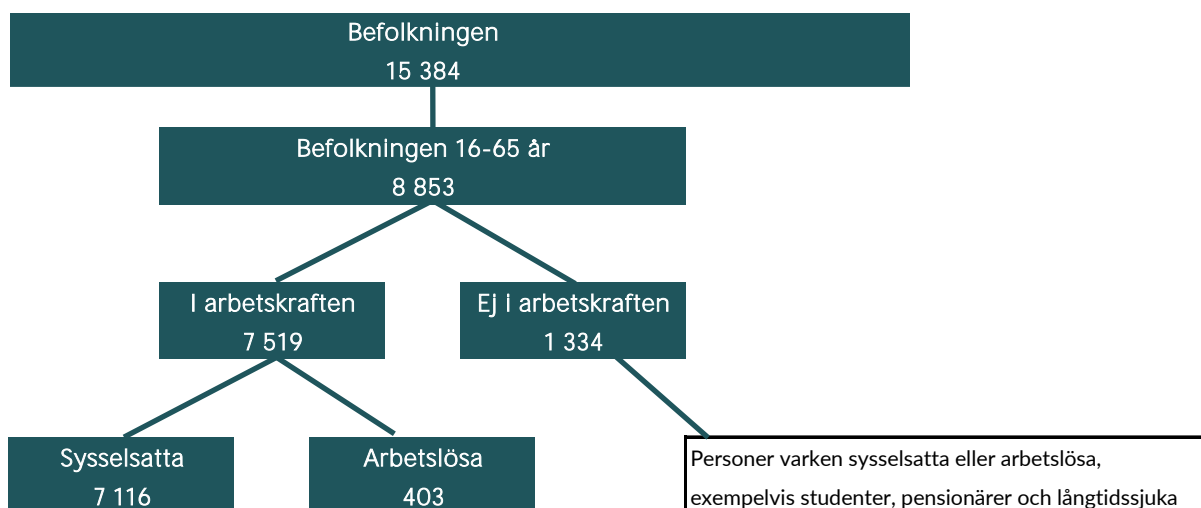 Befolkningen
15 384
Befolkningen 16-65 år
8 853
I arbetskraften
7 519
Ej i arbetskraften
1 334
Sysselsatta
7 116
Arbetslösa
403
Personer varken sysselsatta eller arbetslösa,
exempelvis studenter, pensionärer och långtidssjuka